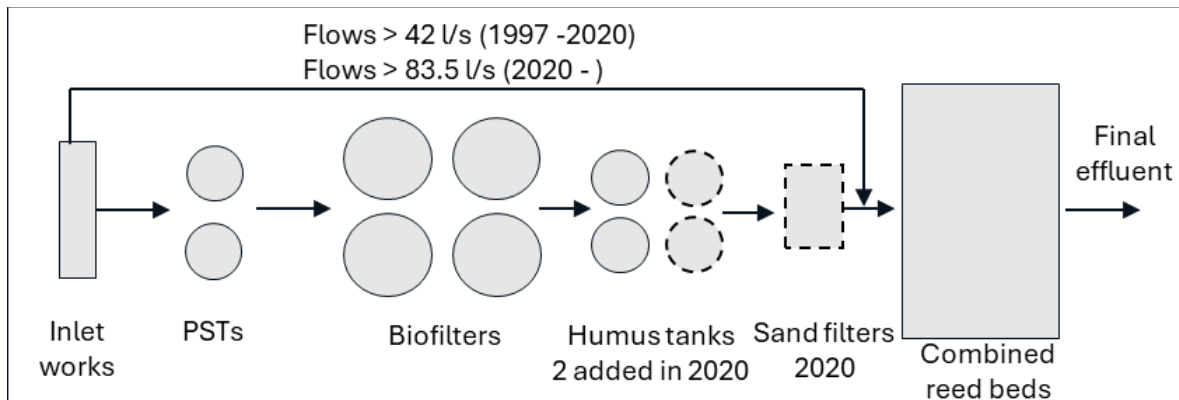 Flows > 42 l/s (1997 -2020)
Flows > 83.5 l/s (2020 - )
Final
effluent
Inlet
works
PSTs
Biofilters
Humus tanks
2 added in 2020
Sand filters
2020
Combined
reed beds